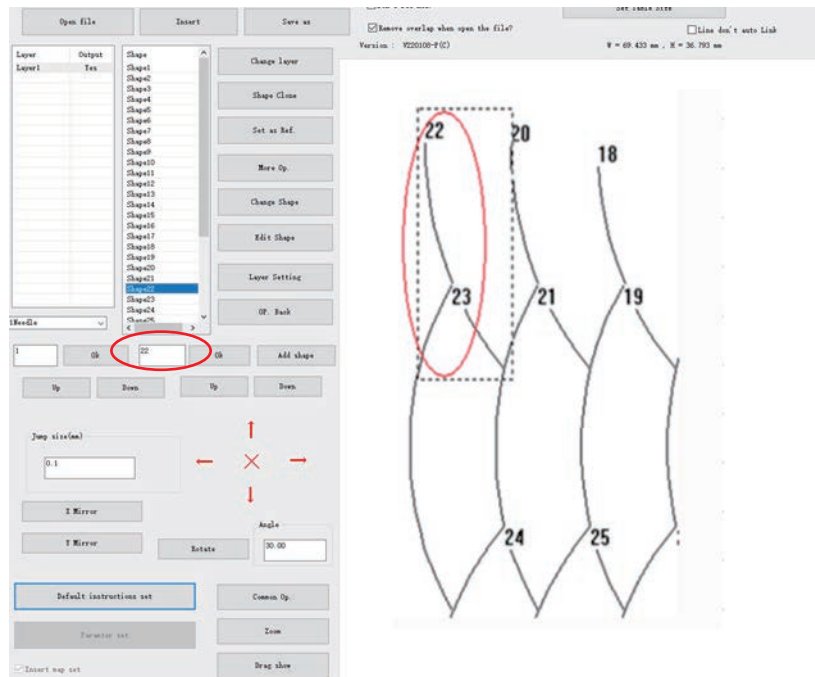 Open file
Insert
Save as
Set Table Size
Remove overlap when open the file?
Line don't auto Link
Version : V220108-P(C)
W = 69.433 mm , H = 36.793 mm
Layer Output
Layer1 Yes
Shape
Shape1
Shape2
Shape3
Shape4
Shape5
Shape6
Shape7
Shape8
Shape9
Shape10
Shape11
Shape12
Shape13
Shape14
Shape15
Shape16
Shape17
Shape18
Shape19
Shape20
Shape21
Shape22
Shape23
Shape24
Shape25
Change layer
Shape Clone
Set as Ref.
More Op.
Change Shape
Edit Shape
Layer Setting
OP. Back
1Needle
1
Ok
22
Ok
Add shape
Up
Down
Up
Down
Jump size(mm)
0.1
X Mirror
Y Mirror
Rotate
Angle
30.00
Default instructions set
Common Op.
Paramter set
Zoom
Insert map set
Drag show
22
20
18
23
21
19
24
25